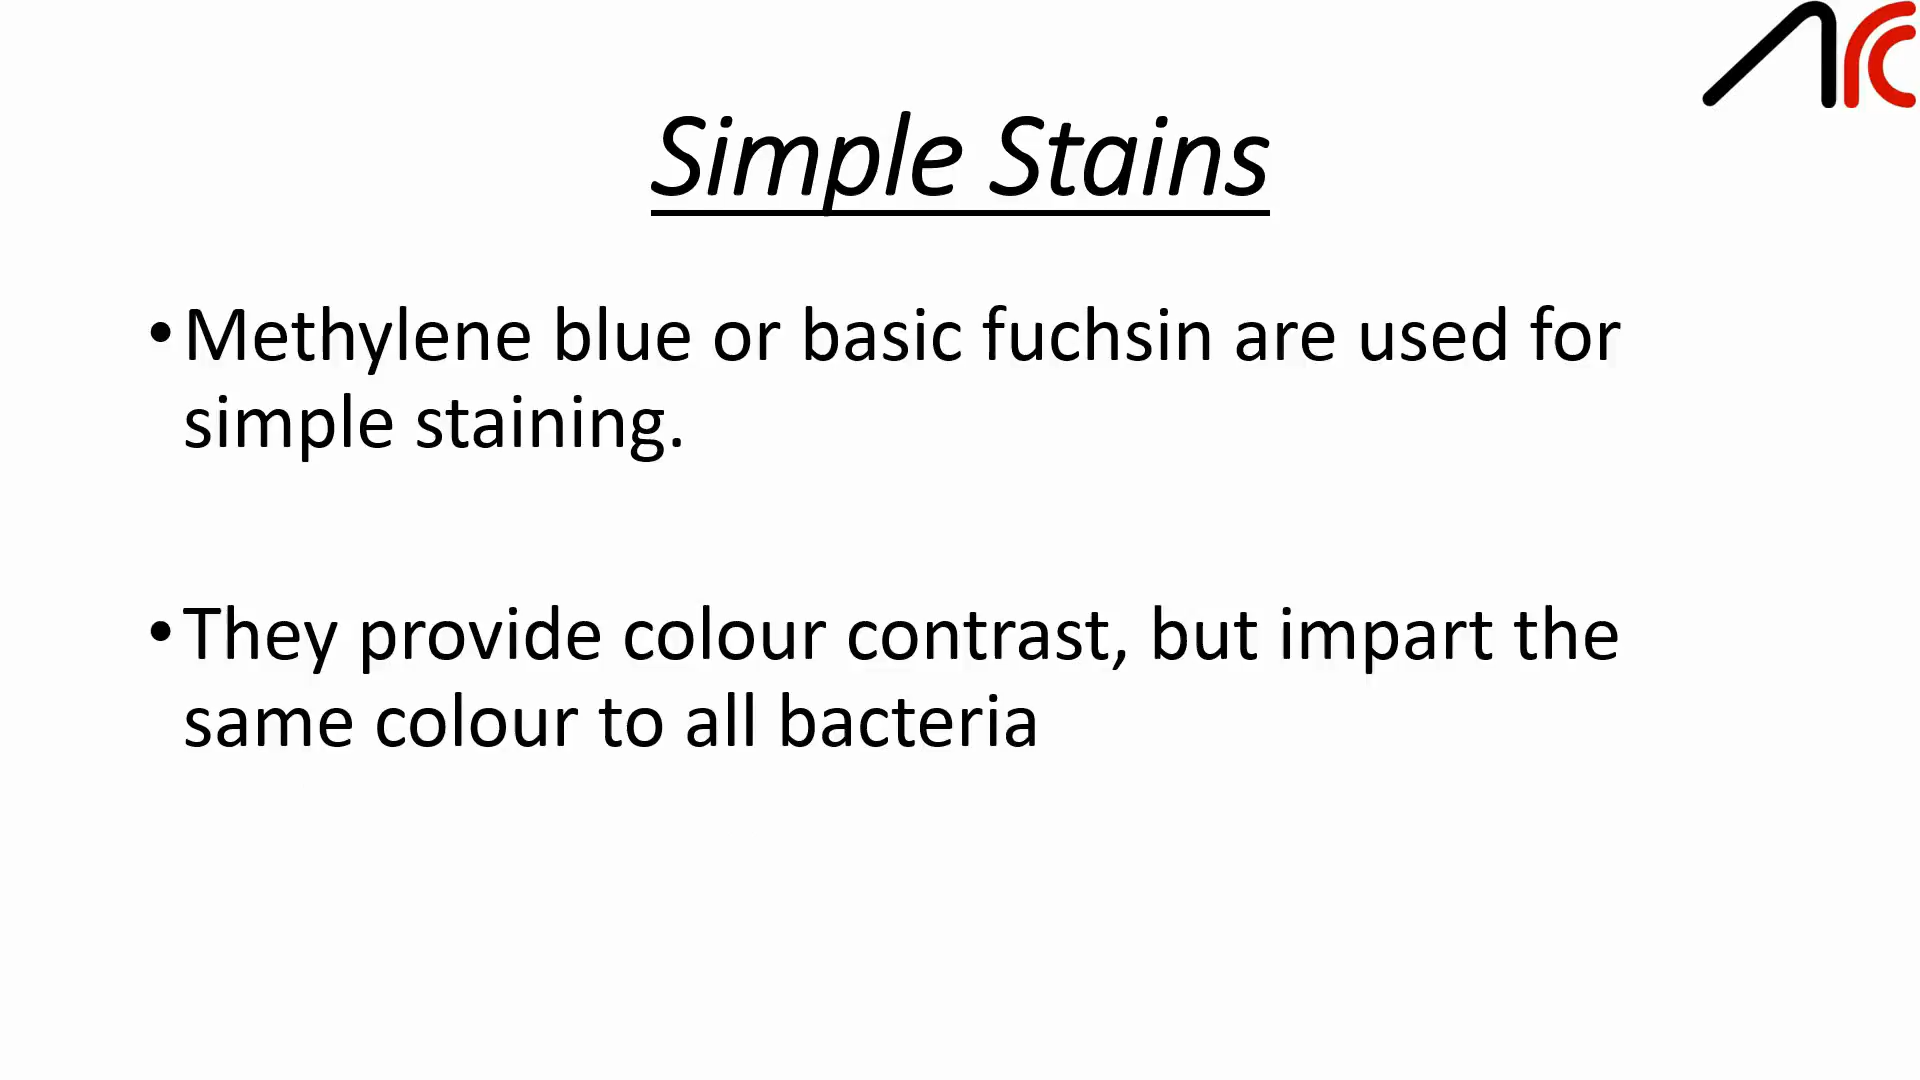 Arc
Simple Stains
•Methylene blue or basic fuchsin are used for
simple staining.
•They provide colour contrast, but impart the
same colour to all bacteria